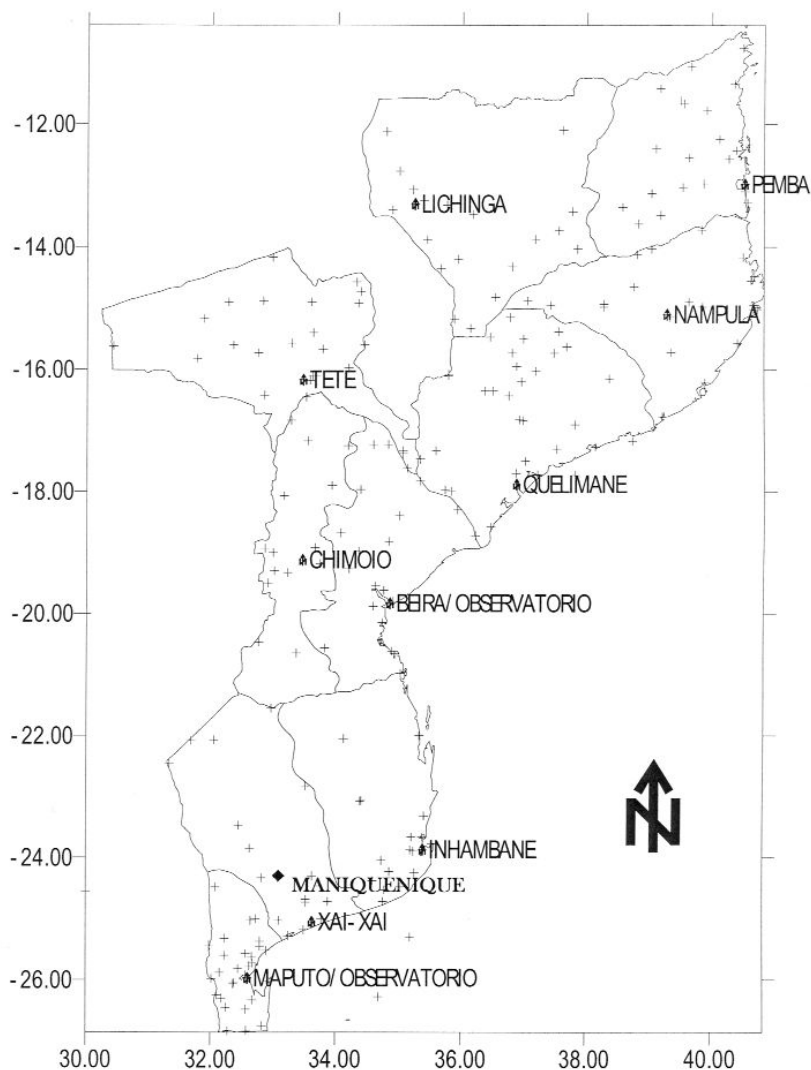 -12.00
PEMBA
LICHINGA
-14.00
NAMPULA
-16.00
TETE
-18.00
QUELIMANE
CHIMOIO
-20.00
BEIRA/ OBSERVATORIO
-22.00
N
-24.00
INHAMBANE
MANIQUENIQUE
XAI- XAI
-26.00
MAPUTO/ OBSERVATORIO
30.00 32.00 34.00 36.00 38.00 40.00